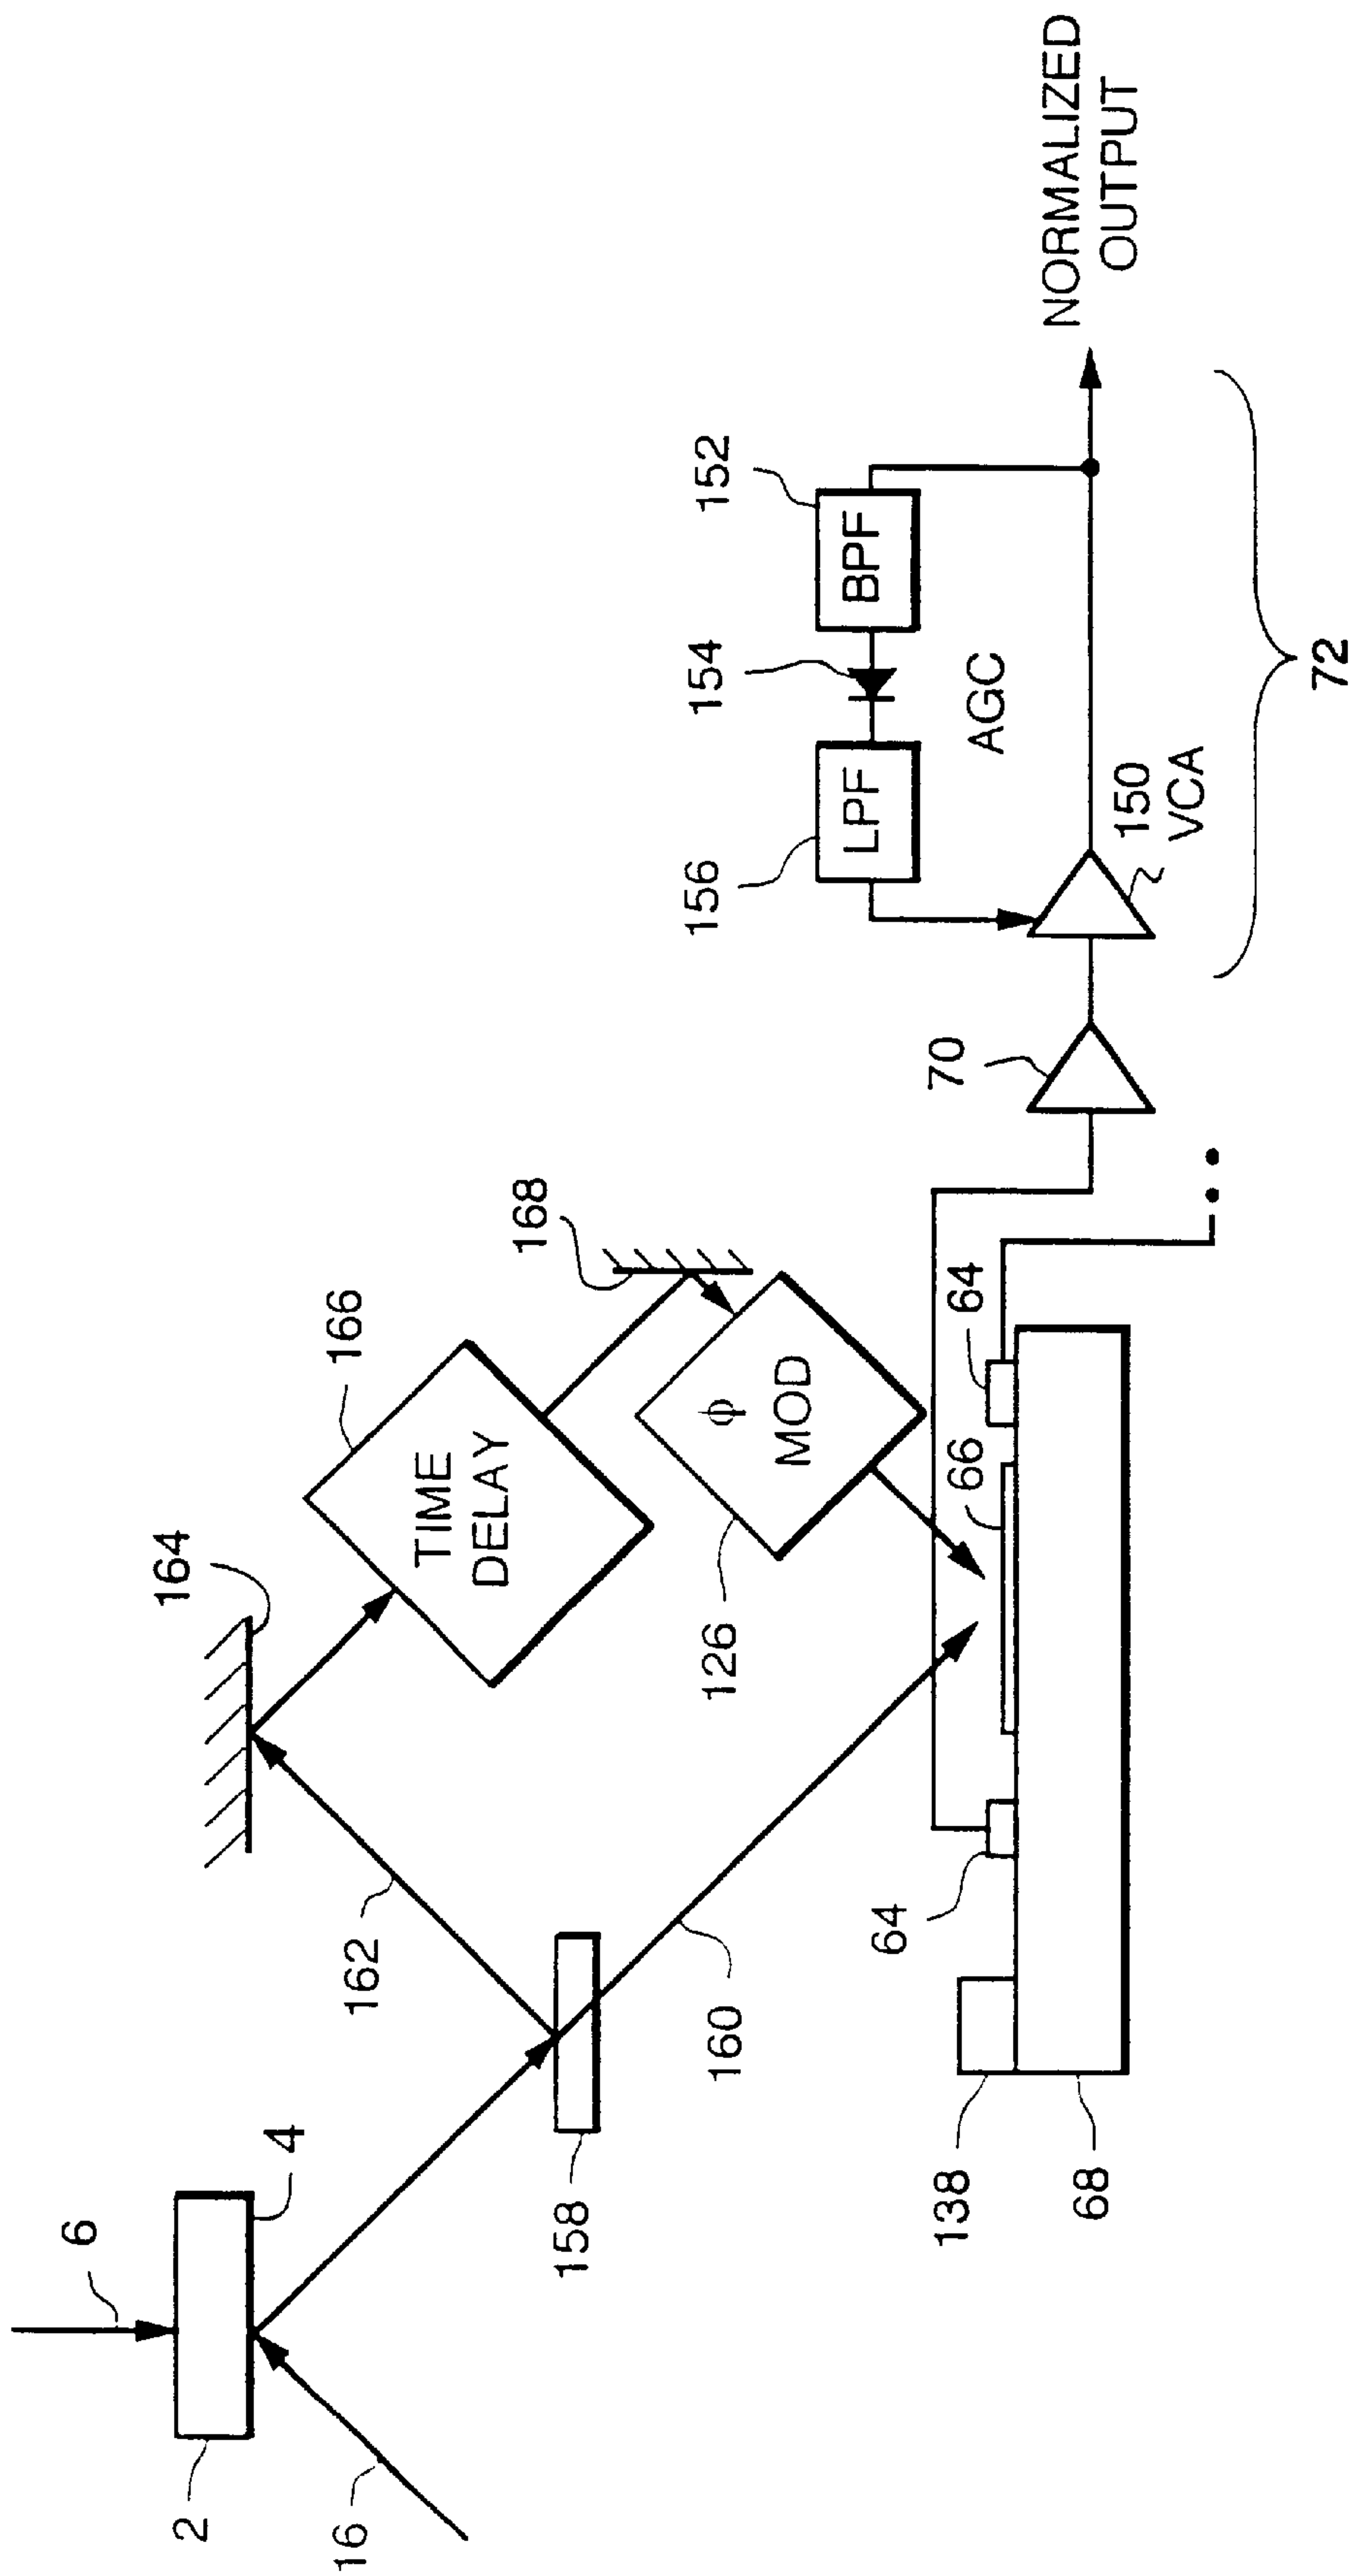 6
2
4
16
158
162
164
160
TIME
DELAY
166
168
φ
MOD
126
138
68
64
66
64
70
150
VCA
156
LPF
154
BPF
152
AGC
72
NORMALIZED
OUTPUT